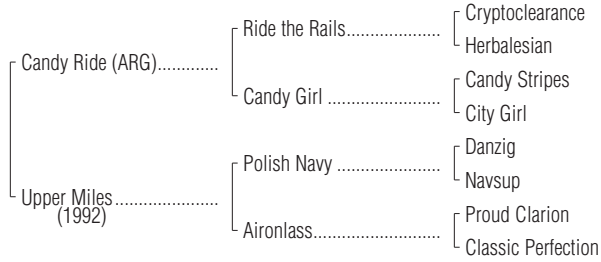 Cryptoclearance
Ride the Rails.....................
Herbalesian
Candy Ride (ARG).............
Candy Stripes
Candy Girl .........................
City Girl
Danzig
Polish Navy .......................
Navsup
Upper Miles ......................
(1992)
Proud Clarion
Aironlass............................
Classic Perfection